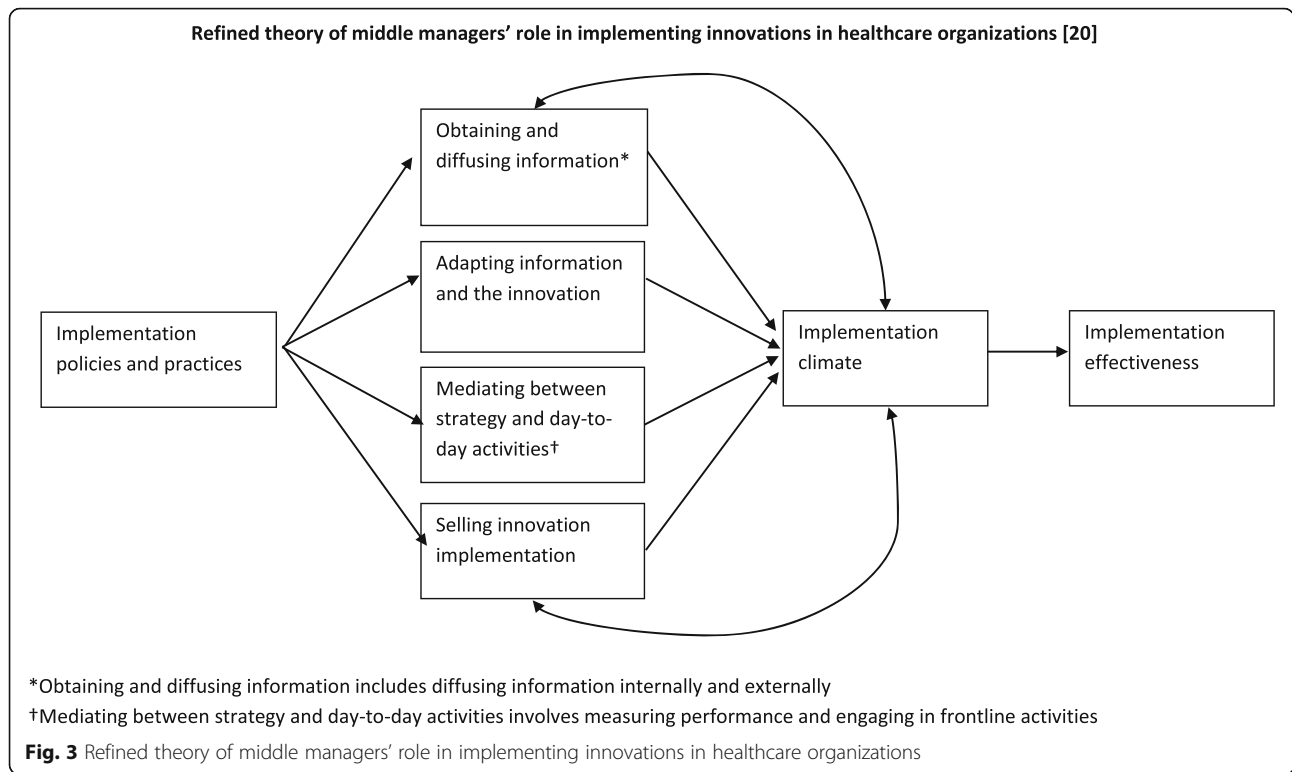 Refined theory of middle managers’ role in implementing innovations in healthcare organizations [20]
Obtaining and
diffusing information*
Adapting information
and the innovation
Implementation
policies and practices
Mediating between
strategy and day-to-
day activities†
Selling innovation
implementation
Implementation
climate
Implementation
effectiveness
*Obtaining and diffusing information includes diffusing information internally and externally
†Mediating between strategy and day-to-day activities involves measuring performance and engaging in frontline activities
Fig. 3 Refined theory of middle managers’ role in implementing innovations in healthcare organizations